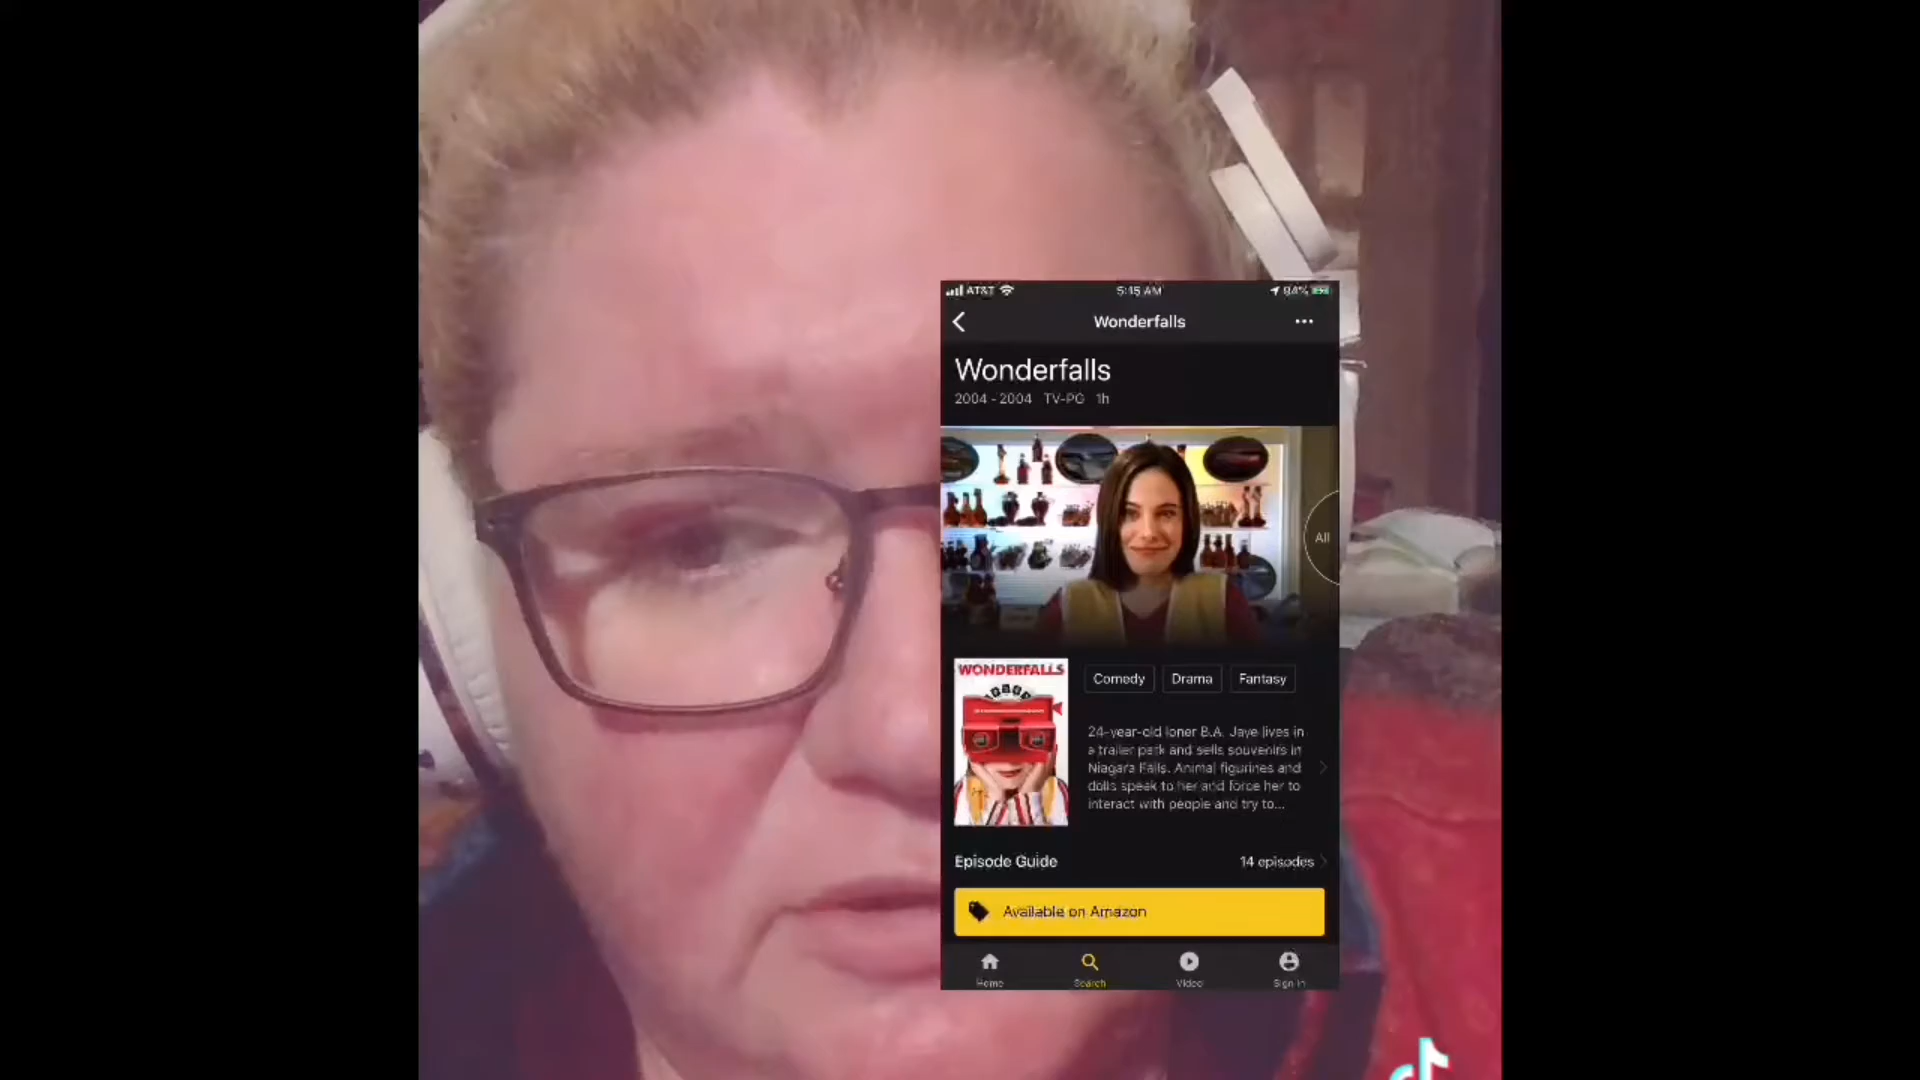 AT&T
5:15 AM
84%
Wonderfalls
Wonderfalls
2004 - 2004 TV-PG 1h
All
WONDERFALLS
Comedy Drama Fantasy
24-year-old loner B.A. Jaye lives in
a trailer park and sells souvenirs in
Niagara Falls. Animal figurines and
dolls speak to her and force her to
interact with people and try to...
Episode Guide
14 episodes
Available on Amazon
Home Search Video Sign in